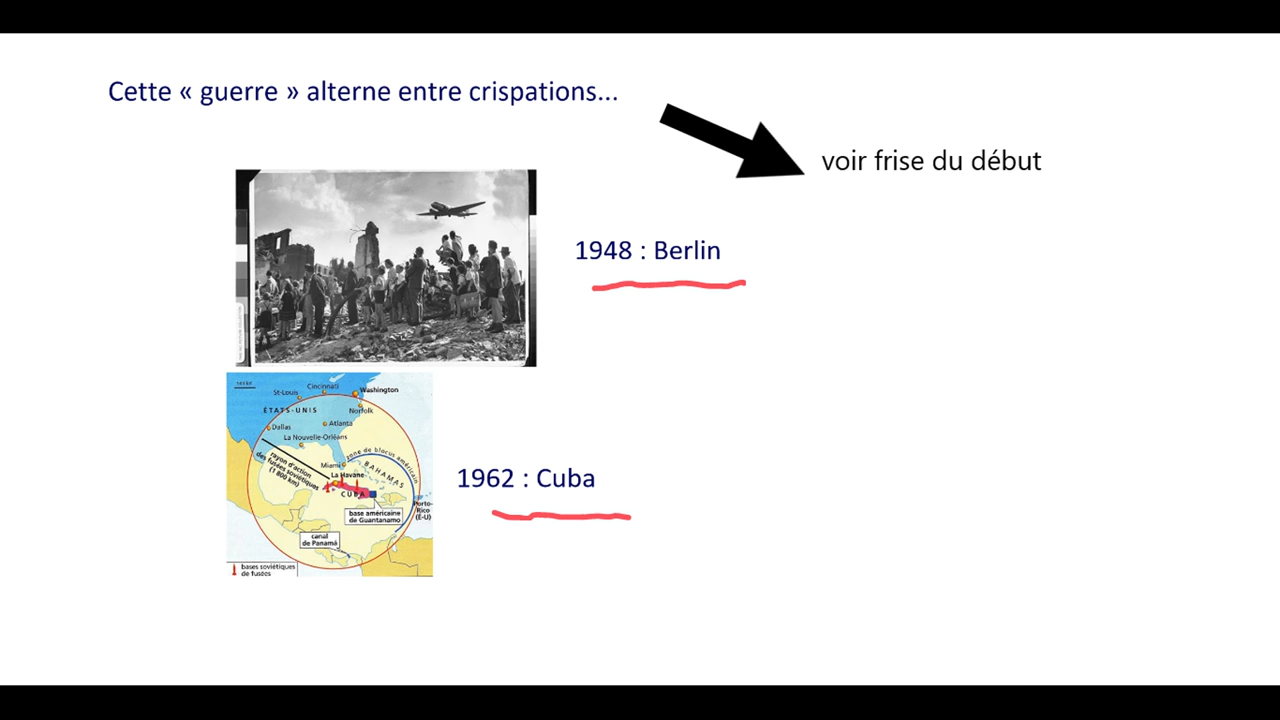 Cette « guerre » alterne entre crispations...
voir frise du début
1948 : Berlin
Cincinnati
St-Louis
Washington
ÉTATS-UNIS
Norfolk
Atlanta
Dallas
La Nouvelle-Orléans
zone de blocus américain
rayon d'action
des fusées soviétiques
(1 800 km)
Miami
BAHAMAS
La Havane
CUBA
Porto-
Rico
(É-U)
base américaine
de Guantanamo
canal
de Panamá
bases soviétiques
de fusées
1962 : Cuba